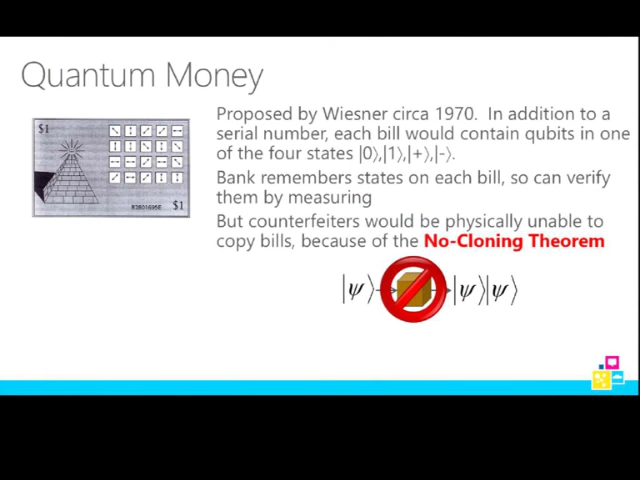 Quantum Money
$1
Proposed by Wiesner circa 1970. In addition to a
serial number, each bill would contain qubits in one
of the four states |0⟩,|1⟩,|+⟩,|-⟩.
Bank remembers states on each bill, so can verify
them by measuring
$1
But counterfeiters would be physically unable to
copy bills, because of the No-Cloning Theorem
|ψ⟩ |ψ⟩|ψ⟩